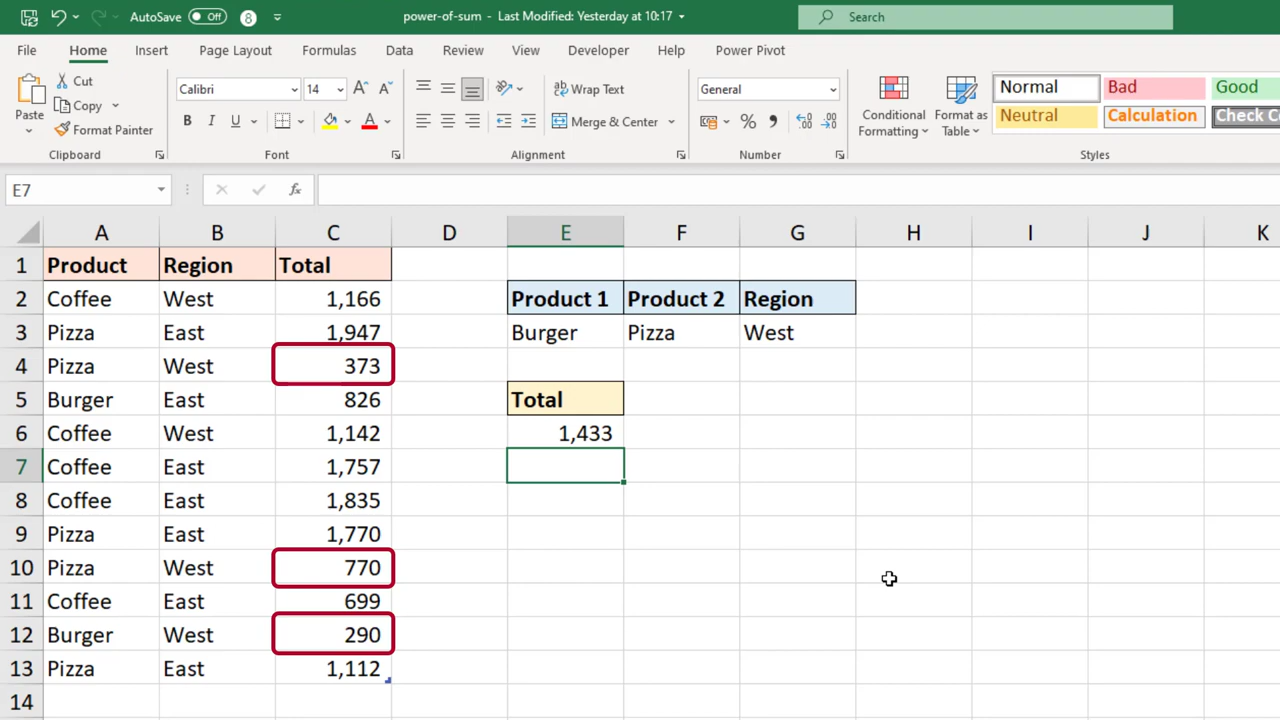 AutoSave Off 8 power-of-sum - Last Modified: Yesterday at 10:17 Search
File Home Insert Page Layout Formulas Data Review View Developer Help Power Pivot
Paste Cut Calibri 14 A A ab Wrap Text General Conditional Formatting Format as Table Normal Bad Good
Copy B I U A Merge & Center % Neutral Calculation Check C
Format Painter
Clipboard Font Alignment Number Styles
E7 fx
A B C D E F G H I J K
1 Product Region Total
2 Coffee West 1,166 Product 1 Product 2 Region
3 Pizza East 1,947 Burger Pizza West
4 Pizza West 373
5 Burger East 826 Total
6 Coffee West 1,142 1,433
7 Coffee East 1,757
8 Coffee East 1,835
9 Pizza East 1,770
10 Pizza West 770
11 Coffee East 699
12 Burger West 290
13 Pizza East 1,112
14